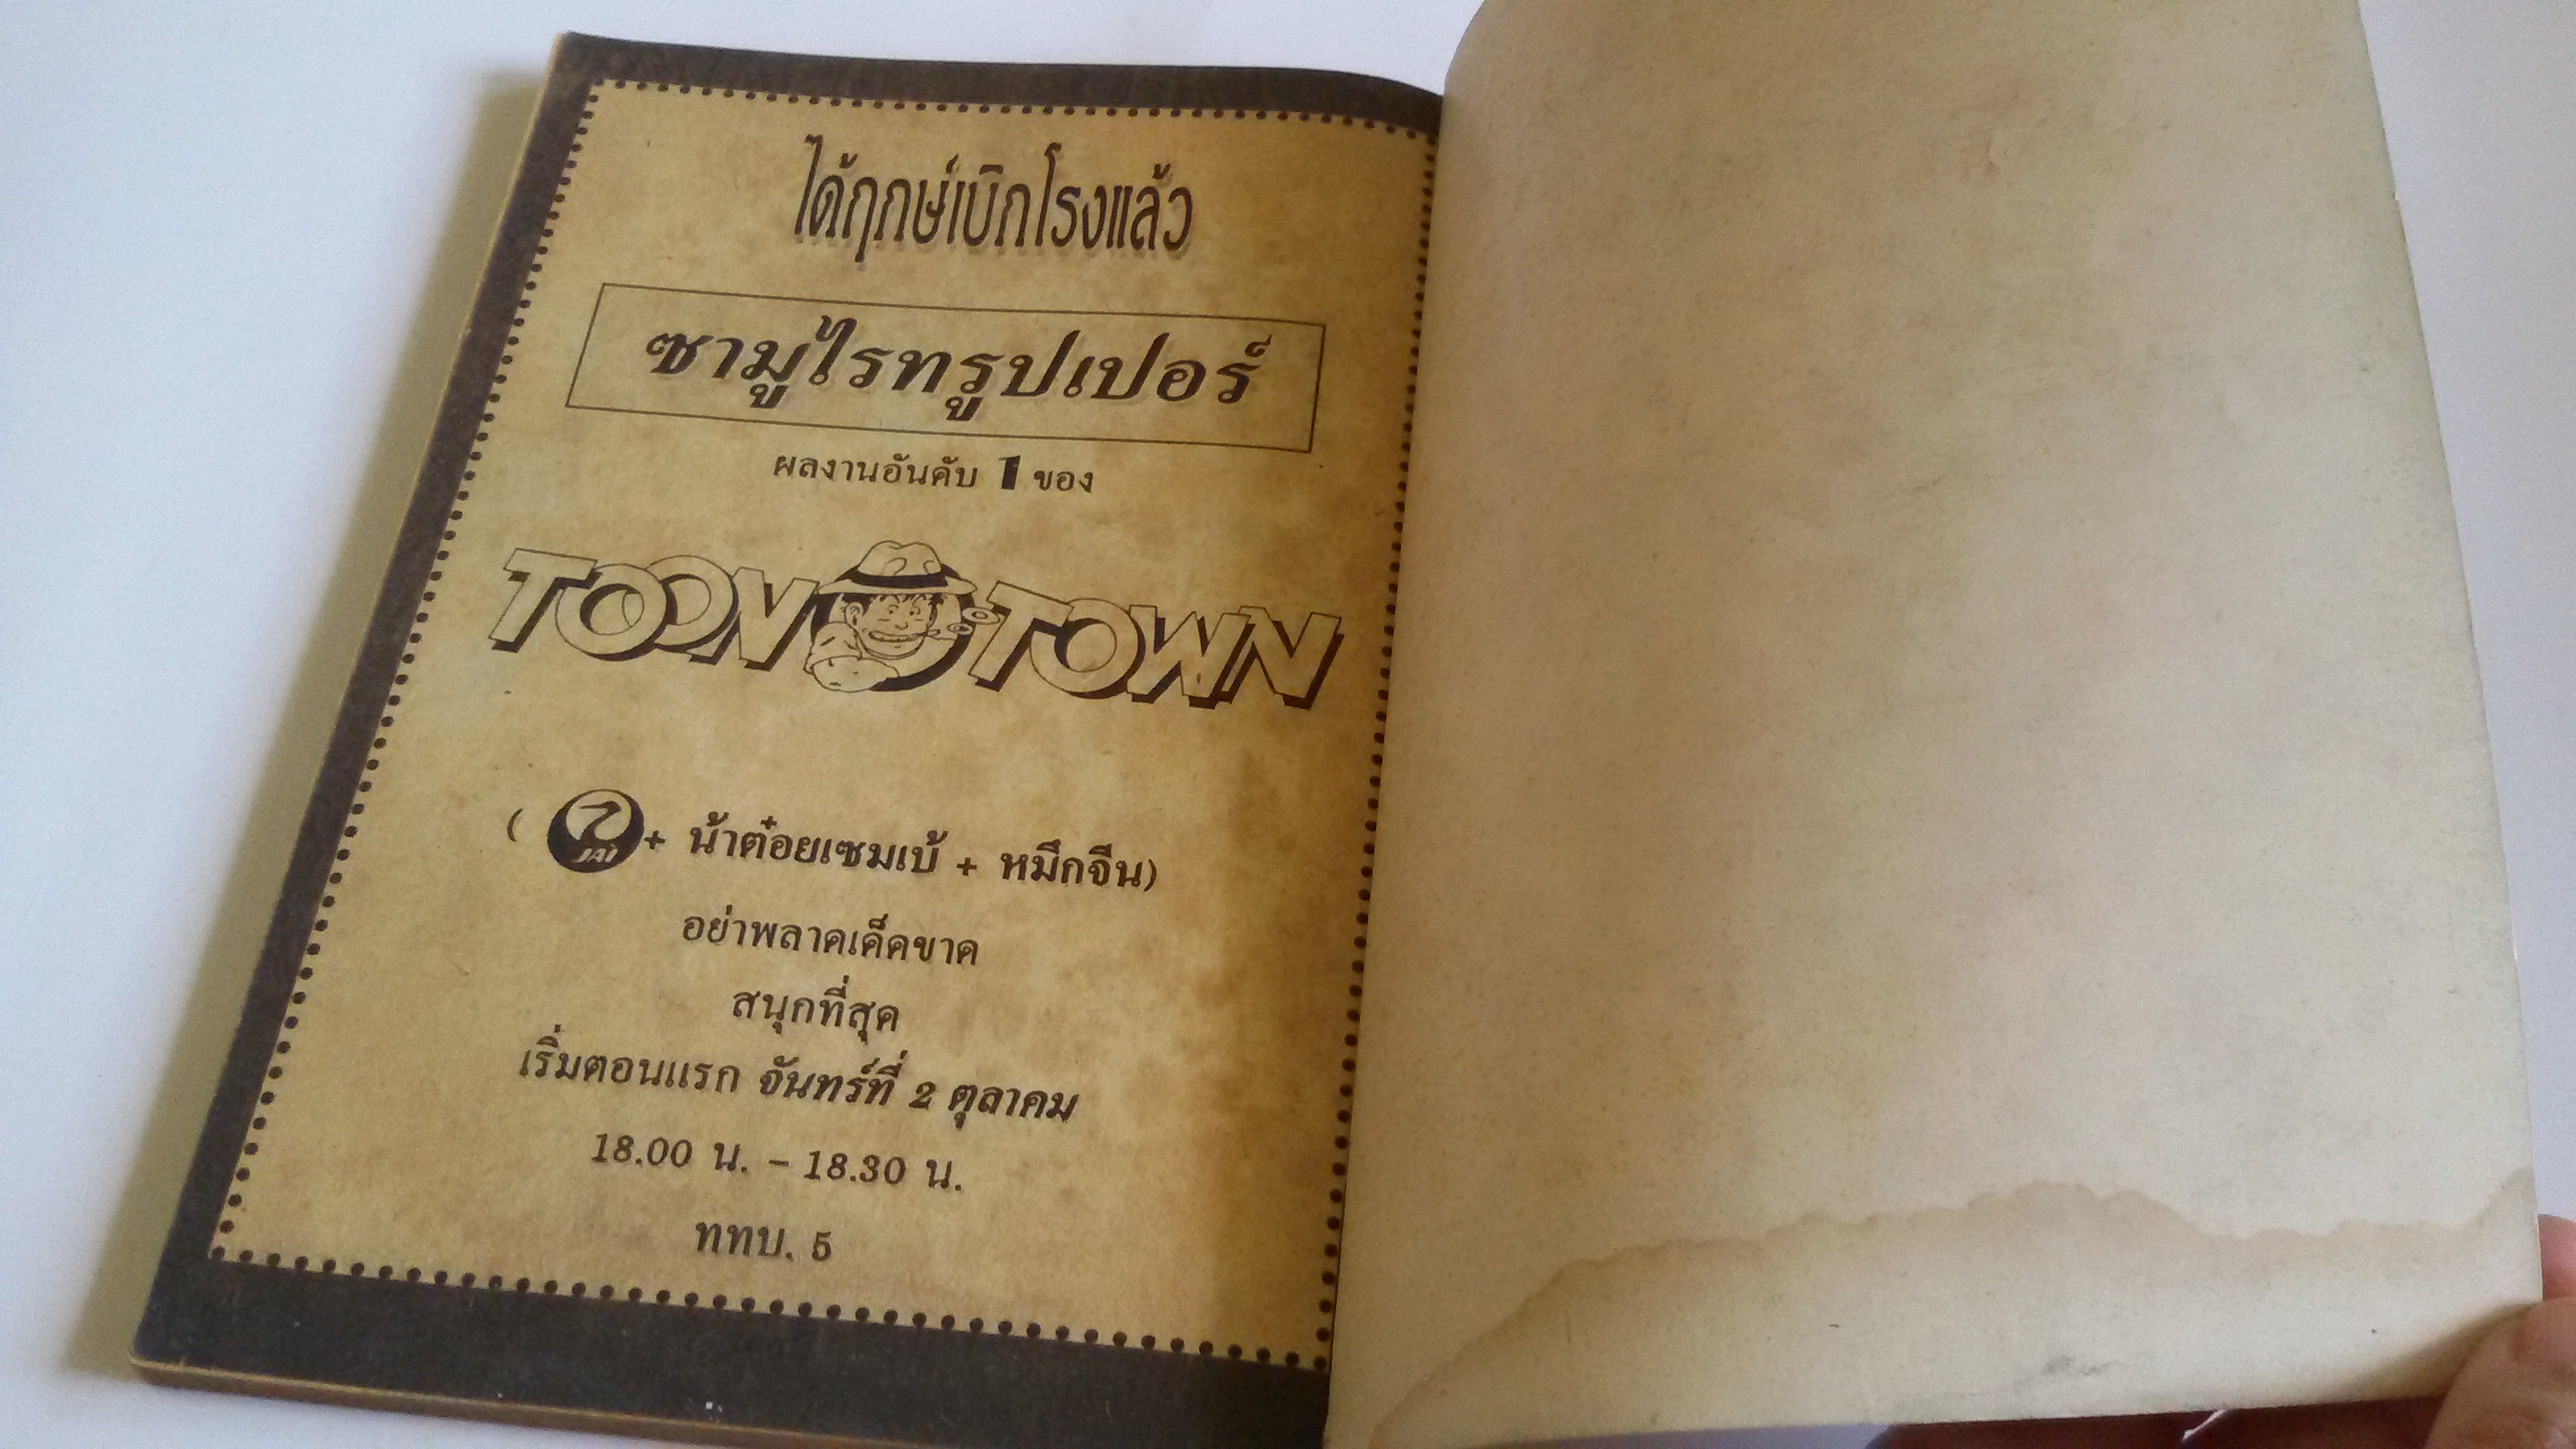 ได้ฤกษ์เบิกโรงแล้ว
ซามูไรทรูปเปอร์
ผลงานอันดับ 1 ของ
TOON TOWN
( JAI + น้าต๋อยเซมเบ้ + หมึกจีน)
อย่าพลาดเด็ดขาด
สนุกที่สุด
เริ่มตอนแรก จันทร์ที่ 2 ตุลาคม
18.00 น. - 18.30 น.
ททบ. 5